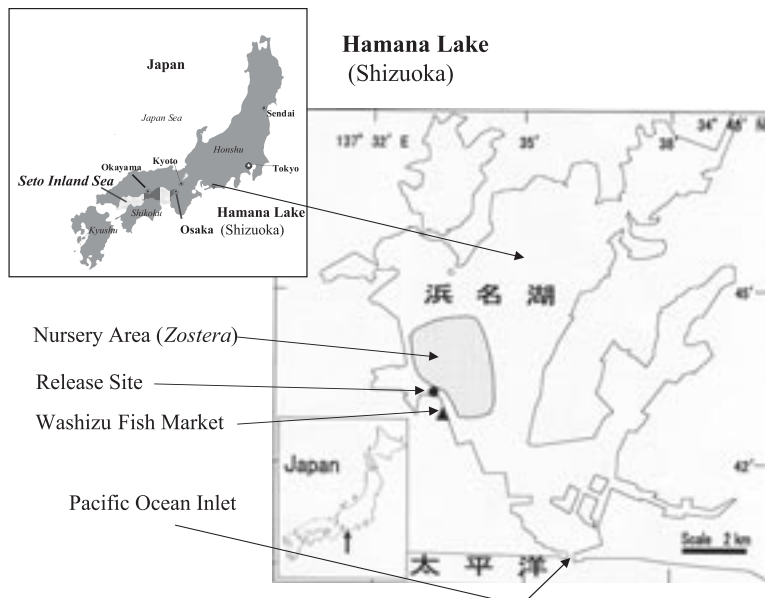 Hamana Lake
(Shizuoka)
Japan
Japan Sea
Sendai
Honshu
Kyoto
Okayama
Tokyo
Seto Inland Sea
Shikoku
Hamana Lake
Kyushu
Osaka
(Shizuoka)
137° 32' E
35'
38'
34° 48' N
浜名湖
45'
Nursery Area (Zostera)
Release Site
Washizu Fish Market
Japan
42'
Pacific Ocean Inlet
Scale 2 km
太平洋